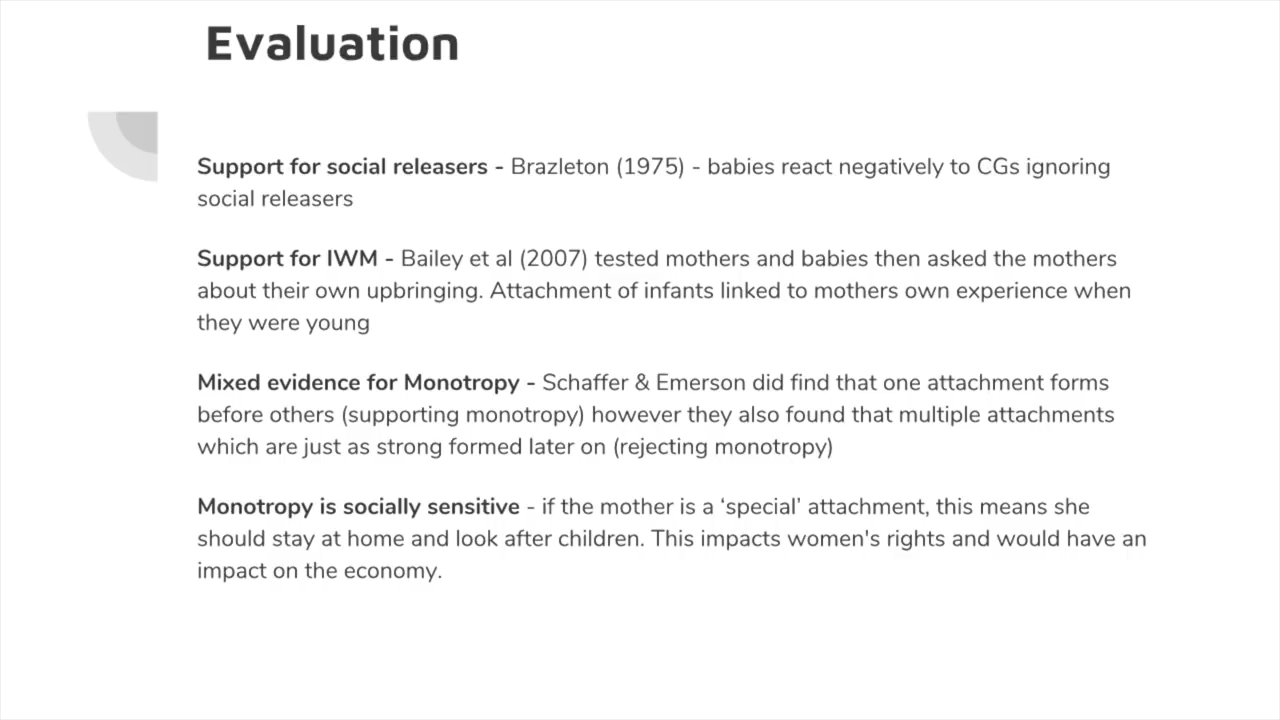 Evaluation
Support for social releasers - Brazleton (1975) - babies react negatively to CGs ignoring
social releasers
Support for IWM - Bailey et al (2007) tested mothers and babies then asked the mothers
about their own upbringing. Attachment of infants linked to mothers own experience when
they were young
Mixed evidence for Monotropy - Schaffer & Emerson did find that one attachment forms
before others (supporting monotropy) however they also found that multiple attachments
which are just as strong formed later on (rejecting monotropy)
Monotropy is socially sensitive - if the mother is a ‘special’ attachment, this means she
should stay at home and look after children. This impacts women's rights and would have an
impact on the economy.